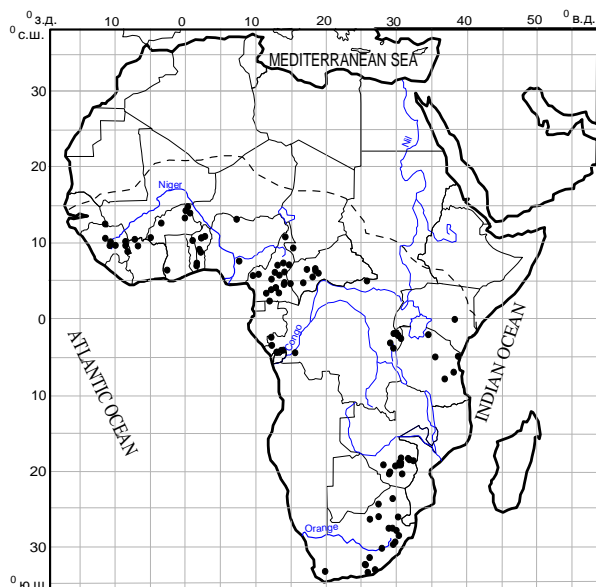 ⁰ з.д. 10 0 10 20 30 40 50 ⁰ в.д.
⁰ с.ш.
MEDITERRANEAN SEA
30
Nil
20
Niger
10
0
Congo
ATLANTIC OCEAN
INDIAN OCEAN
10
20
Orange
30
⁰ ю.ш.